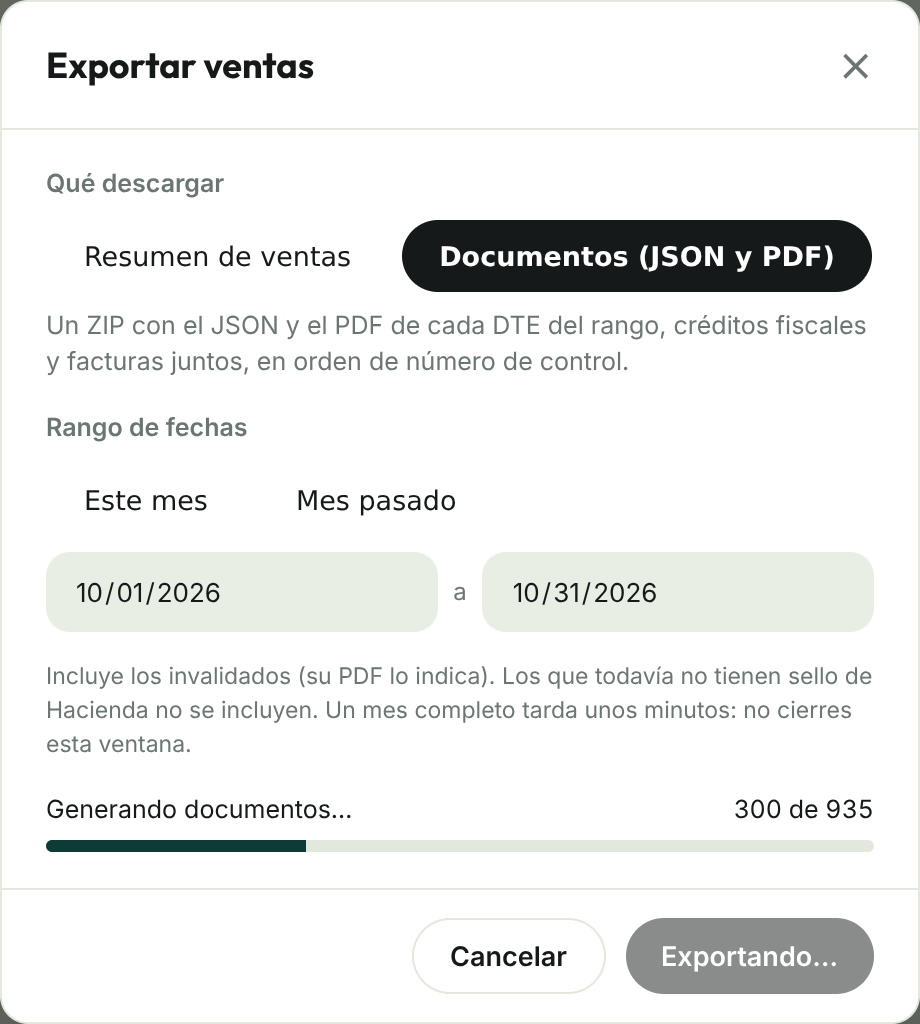 Exportar ventas
Qué descargar
Resumen de ventas
Documentos (JSON y PDF)
Un ZIP con el JSON y el PDF de cada DTE del rango, créditos fiscales
y facturas juntos, en orden de número de control.
Rango de fechas
Este mes
Mes pasado
10/01/2026 a 10/31/2026
Incluye los invalidados (su PDF lo indica). Los que todavía no tienen sello de
Hacienda no se incluyen. Un mes completo tarda unos minutos: no cierres
esta ventana.
Generando documentos...
300 de 935
Cancelar
Exportando...